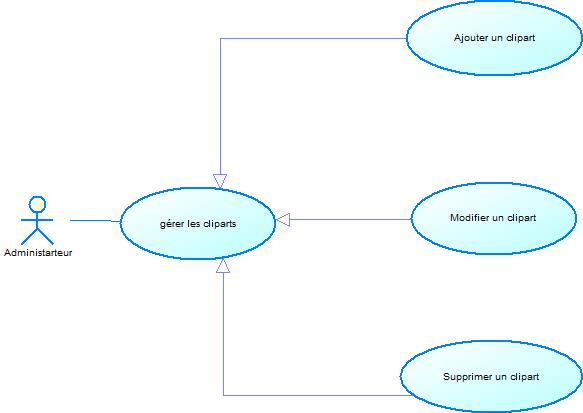 Ajouter un clipart
Administarteur
gérer les cliparts
Modifier un clipart
Supprimer un clipart